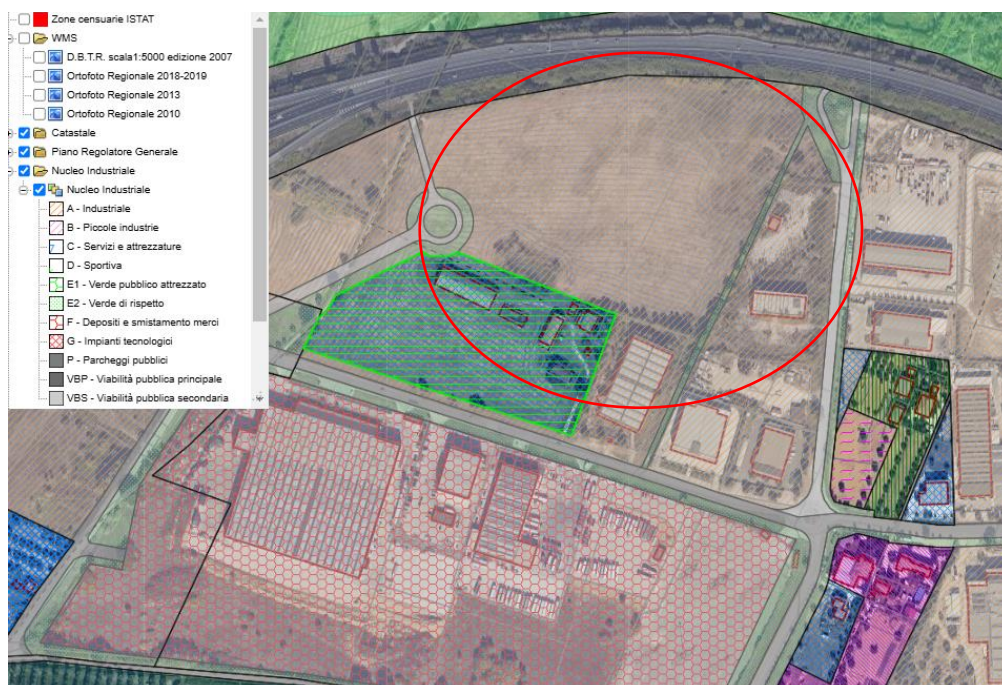 Zone censuarie ISTAT
WMS
D.B.T.R. scala1:5000 edizione 2007
Ortofoto Regionale 2018-2019
Ortofoto Regionale 2013
Ortofoto Regionale 2010
Catastale
Piano Regolatore Generale
Nucleo Industriale
Nucleo Industriale
A - Industriale
B - Piccole industrie
C - Servizi e attrezzature
D - Sportiva
E1 - Verde pubblico attrezzato
E2 - Verde di rispetto
F - Depositi e smistamento merci
G - Impianti tecnologici
P - Parcheggi pubblici
VBP - Viabilità pubblica principale
VBS - Viabilità pubblica secondaria